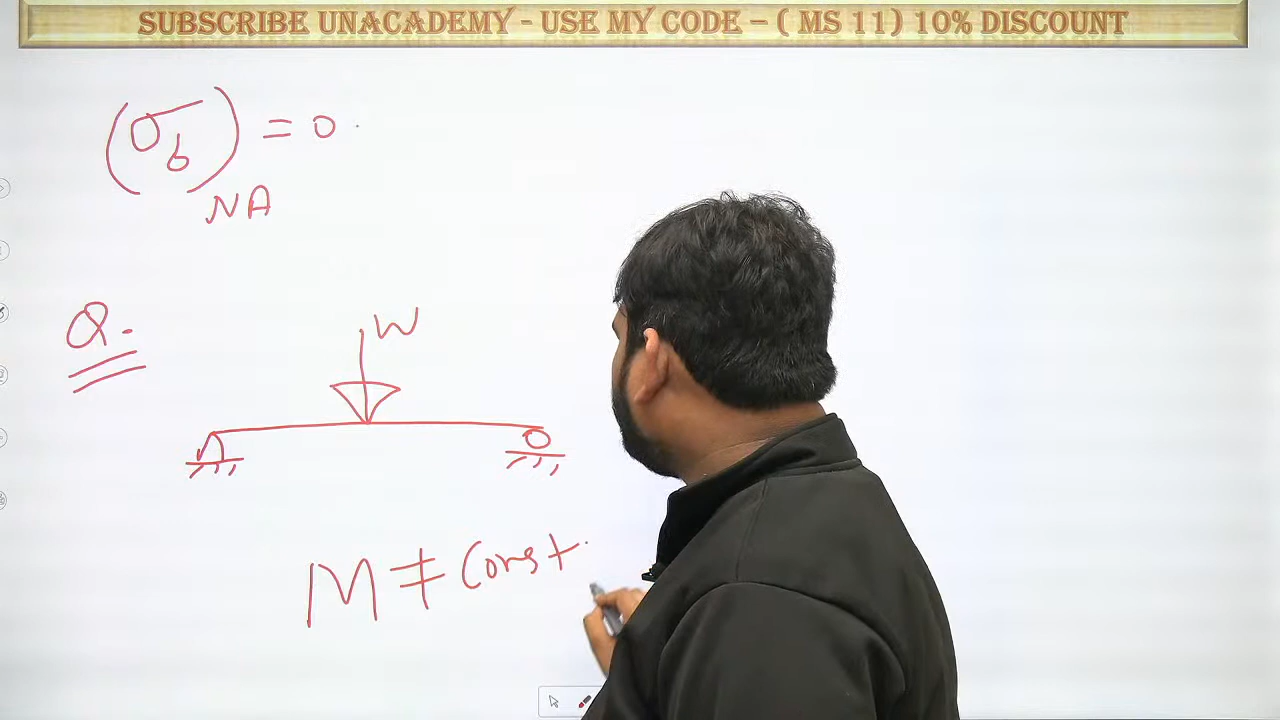 SUBSCRIBE UNACADEMY - USE MY CODE – ( MS 11) 10% DISCOUNT
(σb)NA = 0
Q.
W
M ≠ Const.